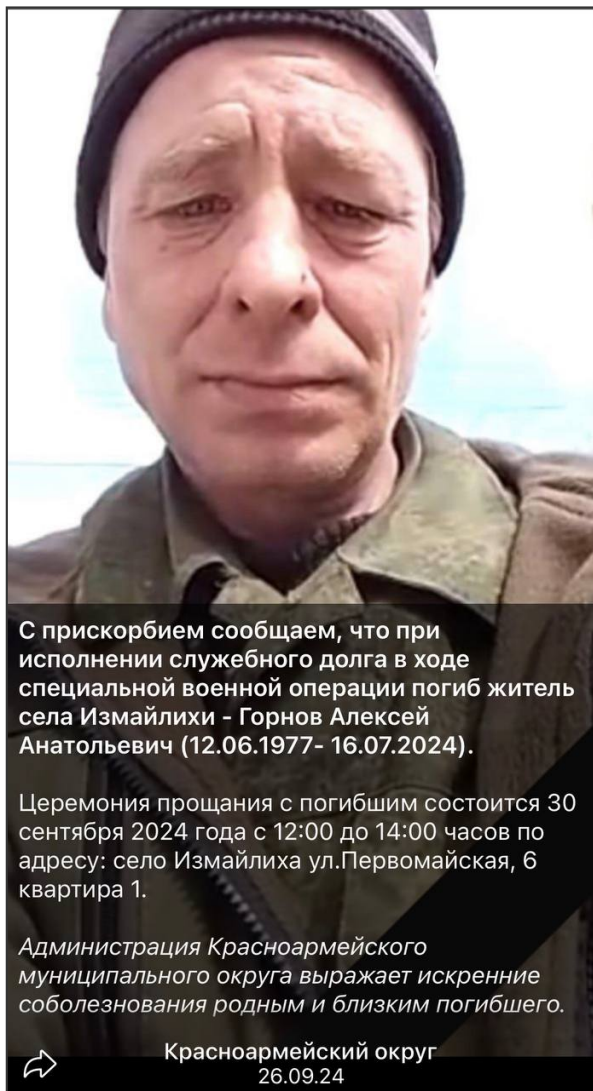 С прискорбием сообщаем, что при
исполнении служебного долга в ходе
специальной военной операции погиб житель
села Измайлихи - Горнов Алексей
Анатольевич (12.06.1977- 16.07.2024).
Церемония прощания с погибшим состоится 30
сентября 2024 года с 12:00 до 14:00 часов по
адресу: село Измайлиха ул.Первомайская, 6
квартира 1.
Администрация Красноармейского
муниципального округа выражает искренние
соболезнования родным и близким погибшего.
Красноармейский округ
26.09.24